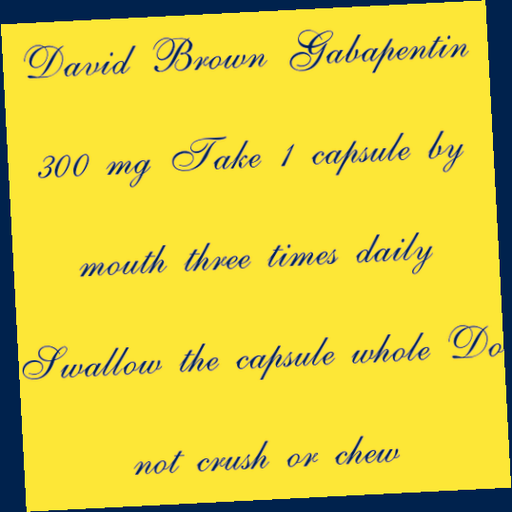 David Brown Gabapentin
300 mg Take 1 capsule by
mouth three times daily
Swallow the capsule whole Do
not crush or chew